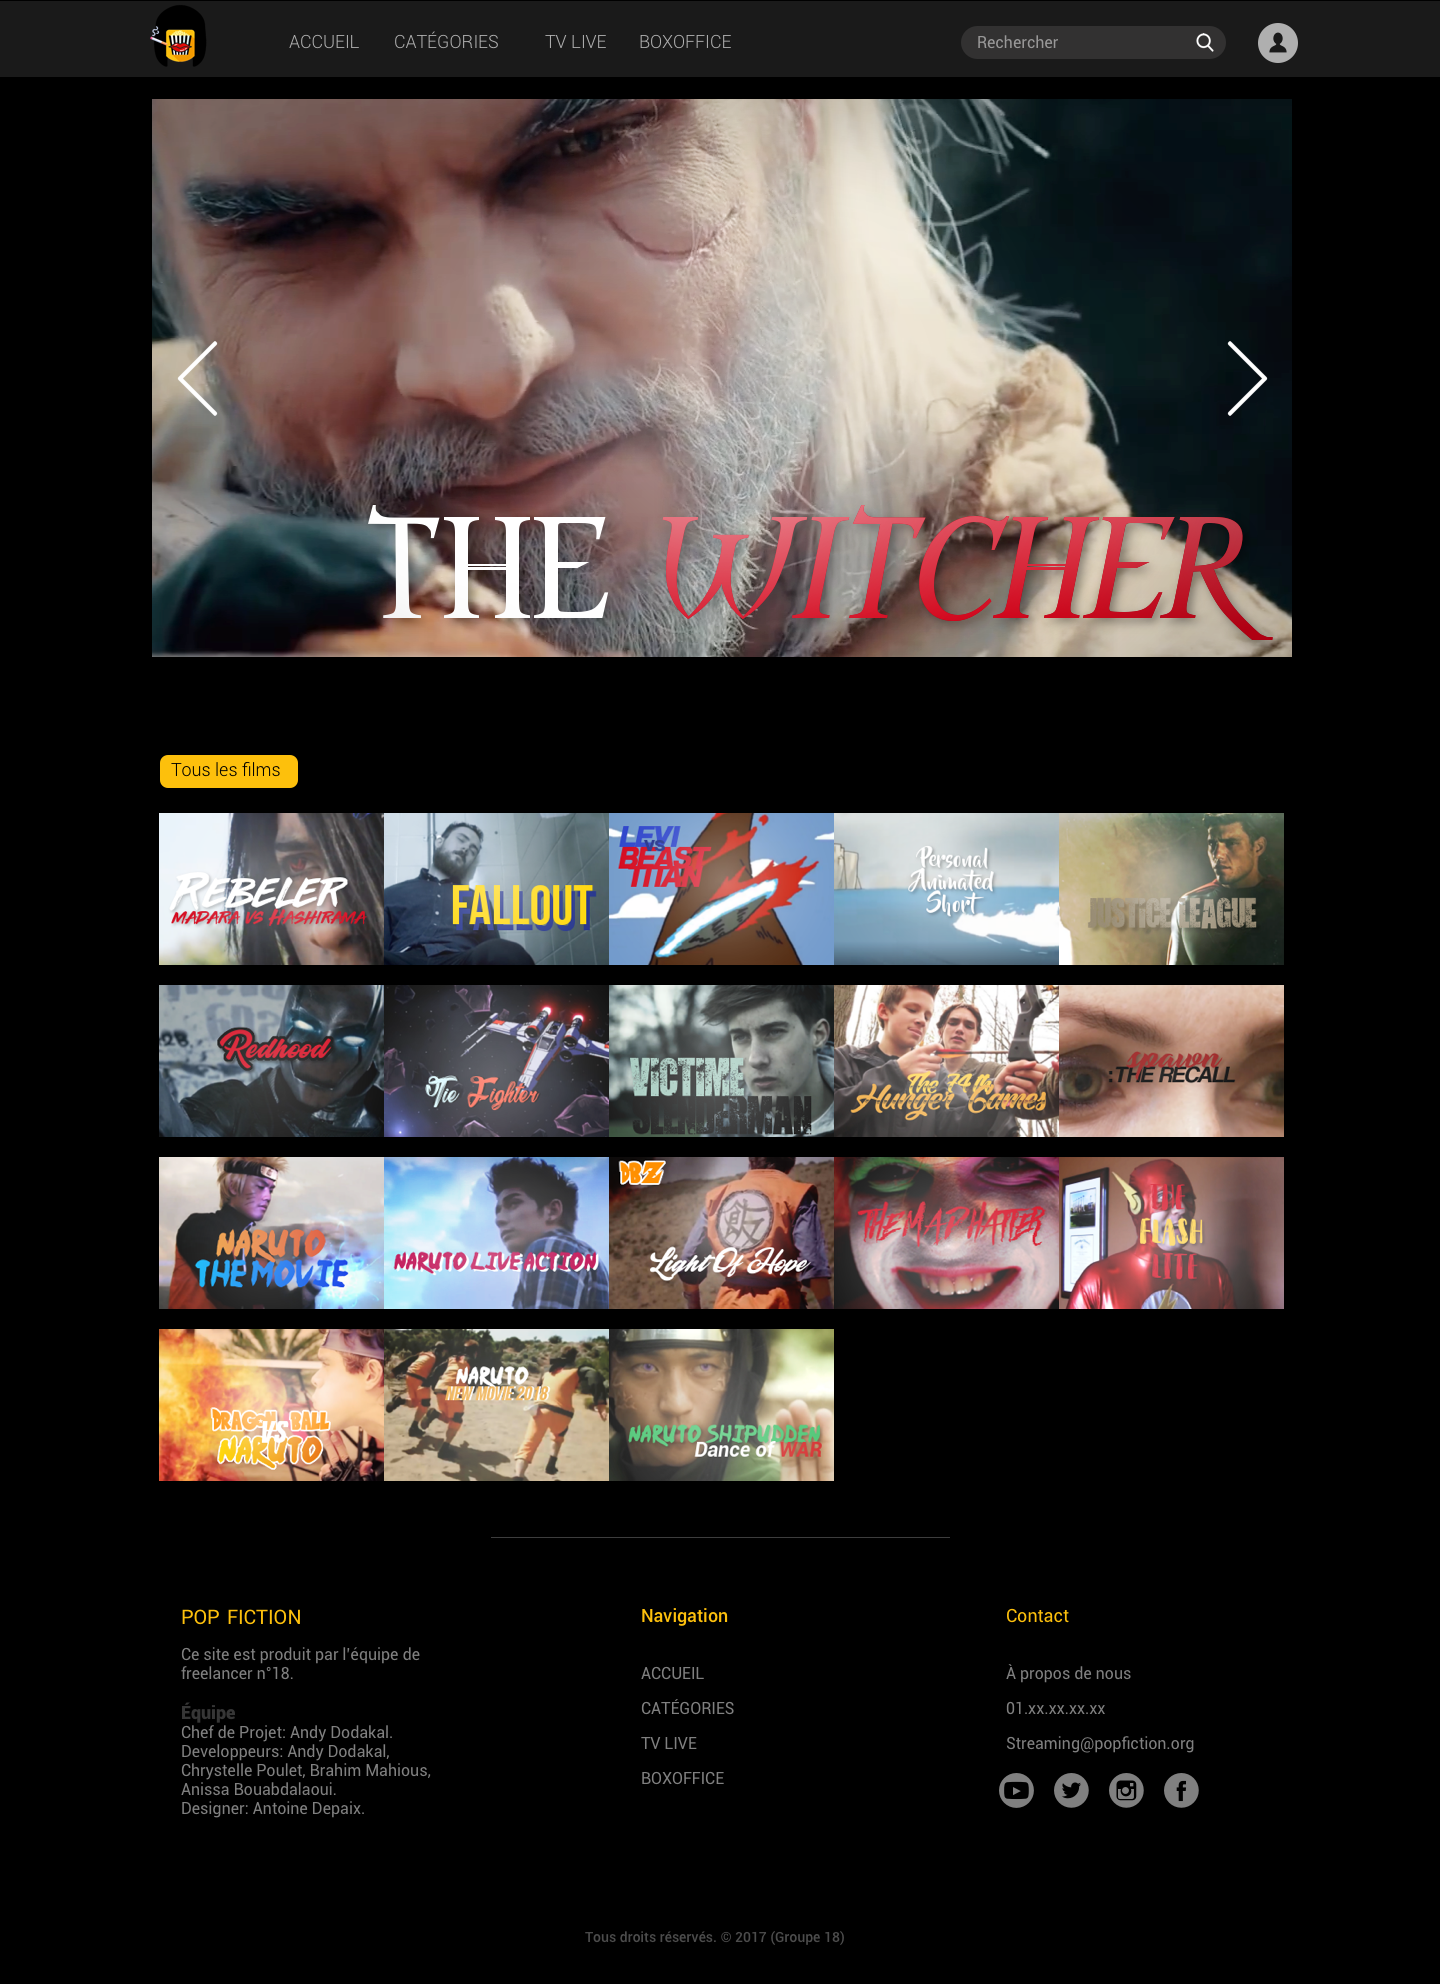 ACCUEIL CATÉGORIES TV LIVE BOXOFFICE Rechercher
THE WITCHER
Tous les films
REBELER
MADARA VS HASHIRAMA
FALLOUT
LEVI
VS
BEAST
TITAN
Personal
Animated
Short
JUSTICE LEAGUE
Redhood
Tie Fighter
VICTIME
SLENDERMAN
The 74th
Hunger Games
spawn
:THE RECALL
NARUTO
THE MOVIE
NARUTO LIVE ACTION
DBZ
Light Of Hope
THE MAD HATTER
THE
FLASH
LITE
DRAGON BALL
VS
NARUTO
NARUTO
NEW MOVIE 2018
NARUTO SHIPUDDEN
Dance of WAR
POP FICTION
Ce site est produit par l'équipe de
freelancer n°18.
Équipe
Chef de Projet: Andy Dodakal.
Developpeurs: Andy Dodakal,
Chrystelle Poulet, Brahim Mahious,
Anissa Bouabdalaoui.
Designer: Antoine Depaix.
Navigation
ACCUEIL
CATÉGORIES
TV LIVE
BOXOFFICE
Contact
À propos de nous
01.xx.xx.xx.xx
Streaming@popfiction.org
Tous droits réservés. © 2017 (Groupe 18)